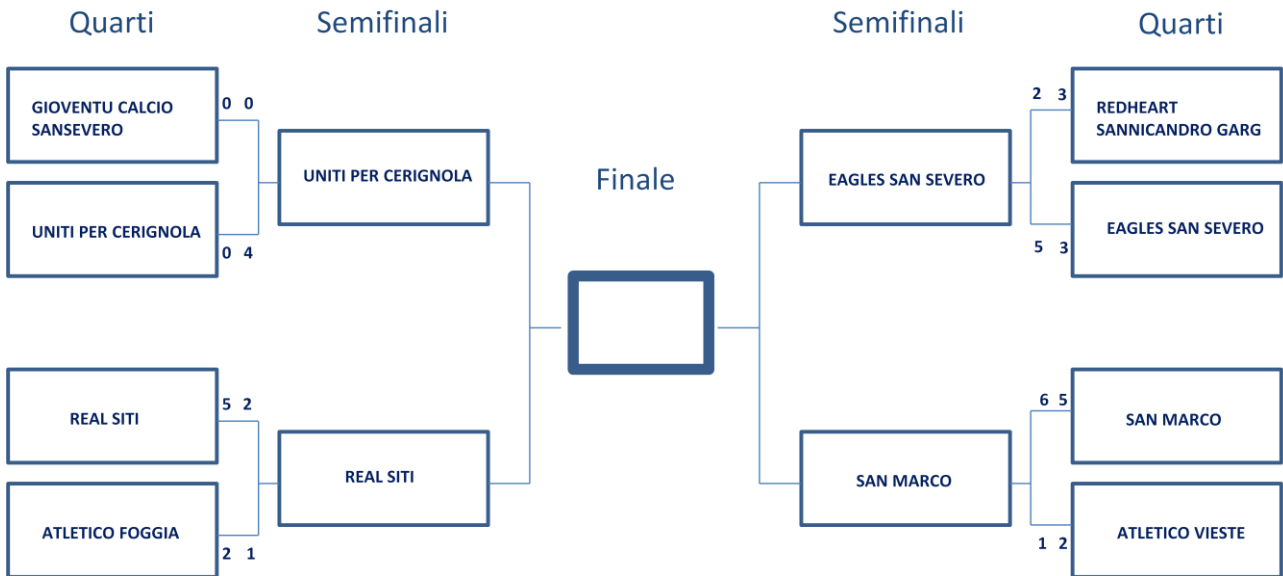 Quarti
Semifinali
Semifinali
Quarti
GIOVENTU CALCIO
SANSEVERO
0 0
UNITI PER CERIGNOLA
0 4
UNITI PER CERIGNOLA
REAL SITI
5 2
ATLETICO FOGGIA
2 1
REAL SITI
Finale
EAGLES SAN SEVERO
2 3
REDHEART
SANNICANDRO GARG
5 3
EAGLES SAN SEVERO
SAN MARCO
6 5
SAN MARCO
1 2
ATLETICO VIESTE